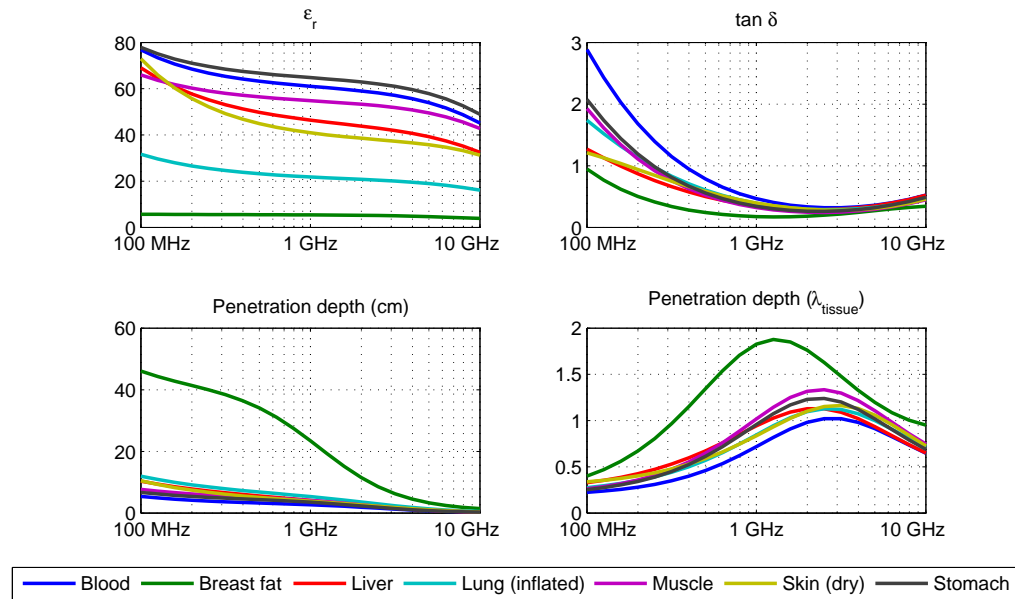 ε_r
80
60
40
20
0
100 MHz 1 GHz 10 GHz
tan δ
3
2
1
0
100 MHz 1 GHz 10 GHz
Penetration depth (cm)
60
40
20
0
100 MHz 1 GHz 10 GHz
Penetration depth (λ_tissue)
2
1.5
1
0.5
0
100 MHz 1 GHz 10 GHz
Blood Breast fat Liver Lung (inflated) Muscle Skin (dry) Stomach